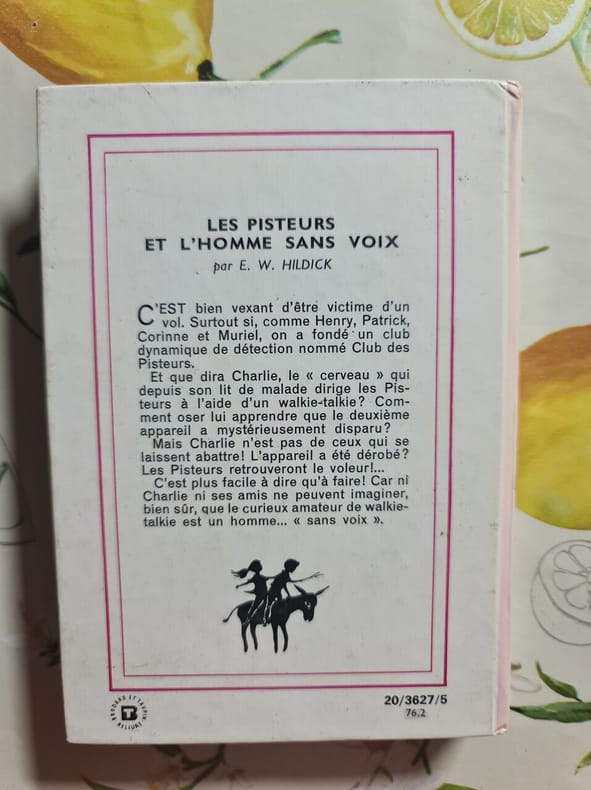 LES PISTEURS
ET L'HOMME SANS VOIX
par E. W. HILDICK
C'EST bien vexant d'être victime d'un
vol. Surtout si, comme Henry, Patrick,
Corinne et Muriel, on a fondé un club
dynamique de détection nommé Club des
Pisteurs.
Et que dira Charlie, le « cerveau » qui
depuis son lit de malade dirige les Pis-
teurs à l'aide d'un walkie-talkie? Com-
ment oser lui apprendre que le deuxième
appareil a mystérieusement disparu?
Mais Charlie n'est pas de ceux qui se
laissent abattre! L'appareil a été dérobé?
Les Pisteurs retrouveront le voleur!...
C'est plus facile à dire qu'à faire! Car ni
Charlie ni ses amis ne peuvent imaginer,
bien sûr, que le curieux amateur de walkie-
talkie est un homme... « sans voix ».
BRODARD ET TAUPIN
RELIURE
20/3627/5
76.2